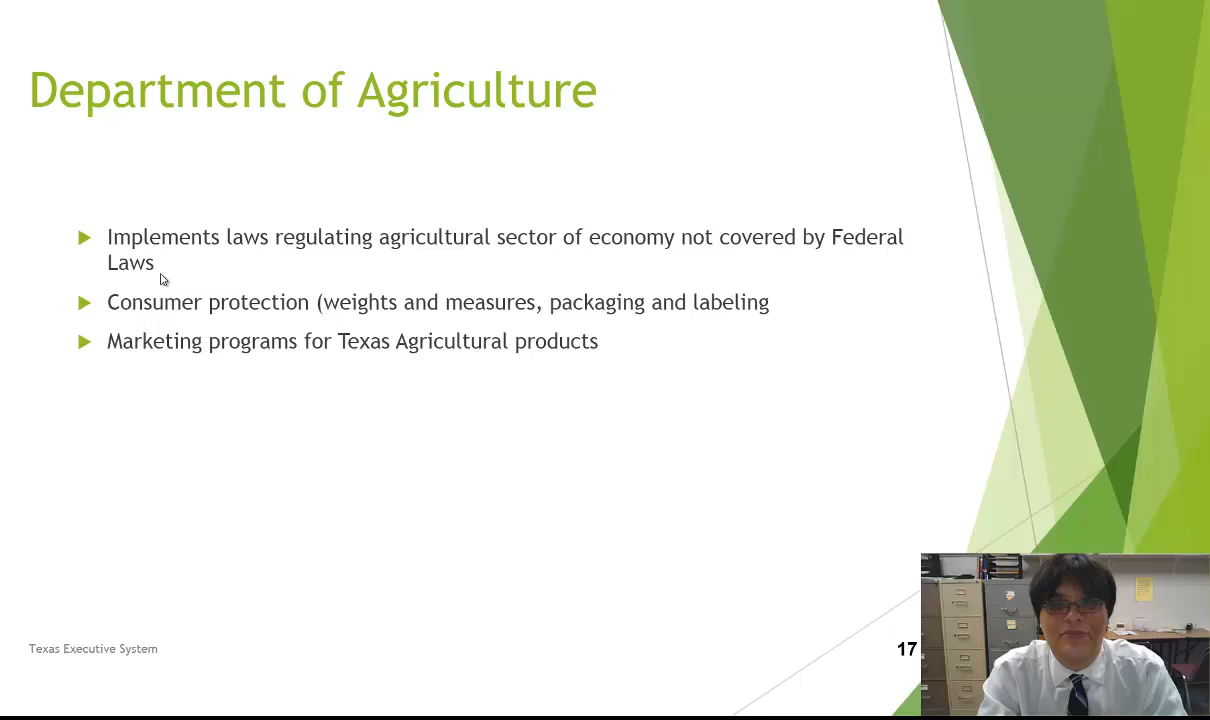 Department of Agriculture
Implements laws regulating agricultural sector of economy not covered by Federal
Laws
Consumer protection (weights and measures, packaging and labeling
Marketing programs for Texas Agricultural products
Texas Executive System
17